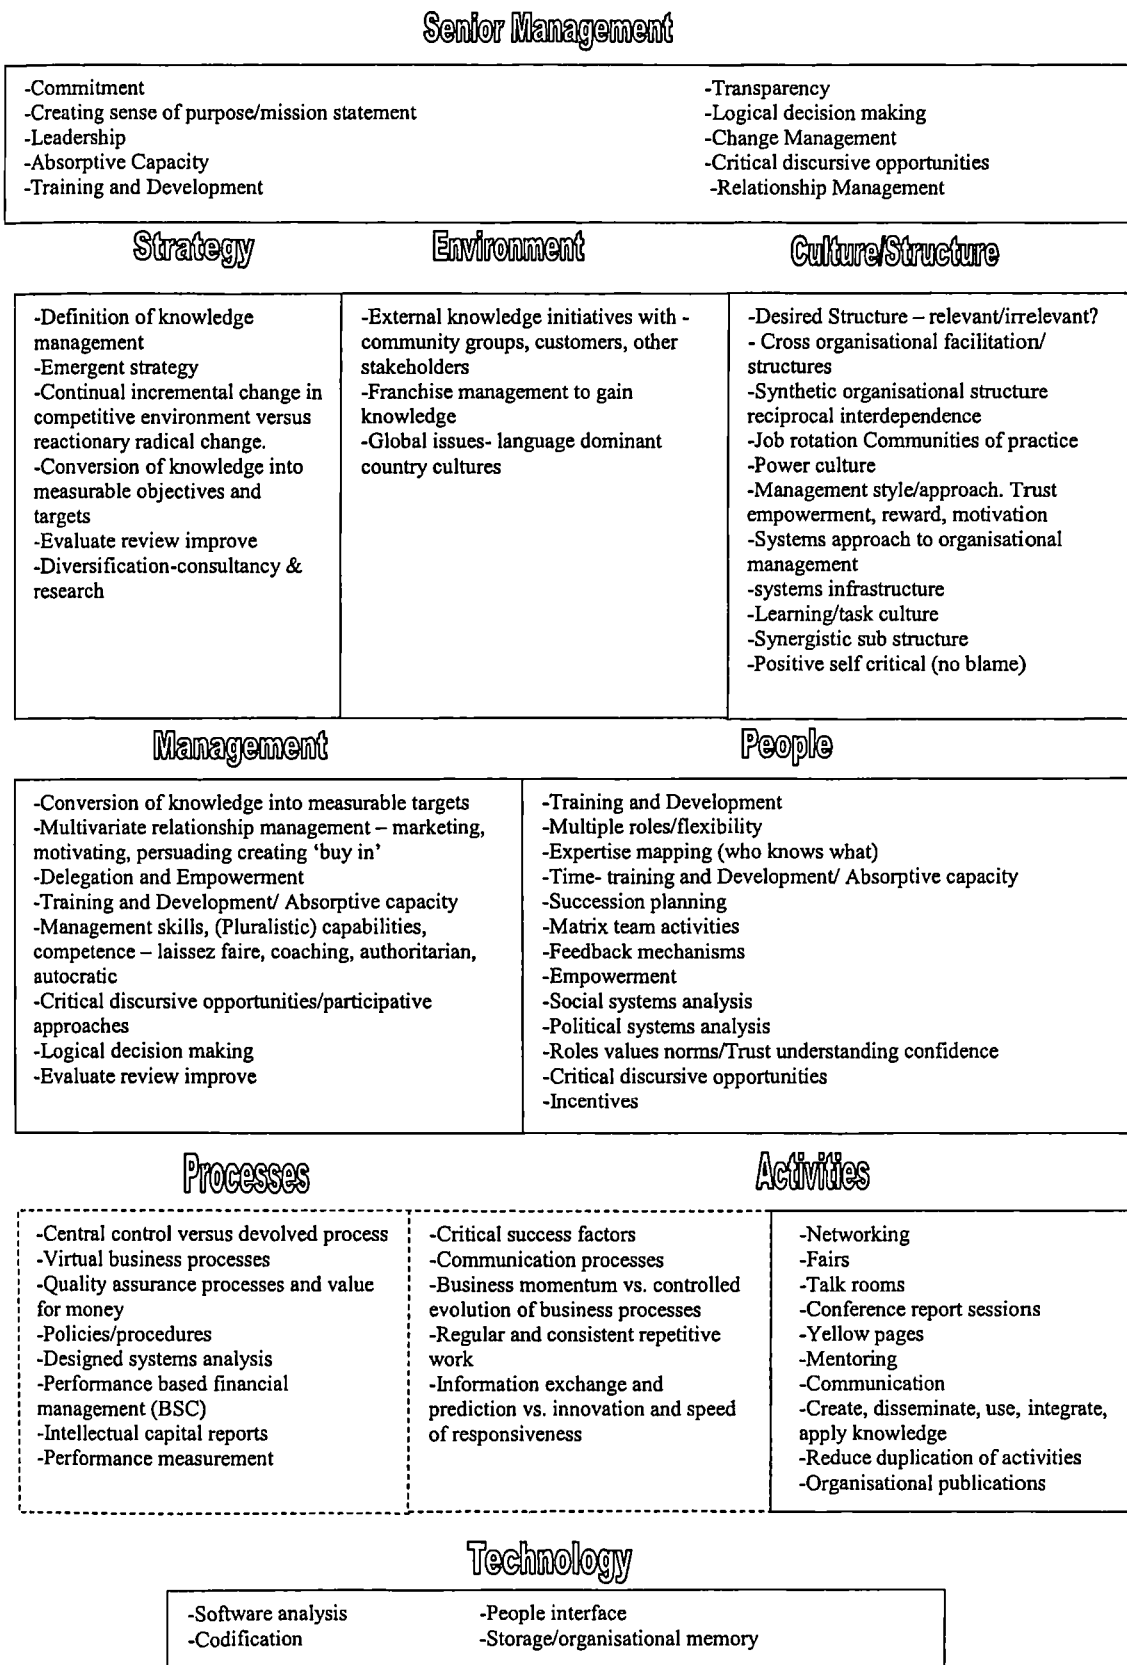 Senior Management
-Commitment
-Creating sense of purpose/mission statement
-Leadership
-Absorptive Capacity
-Training and Development
-Transparency
-Logical decision making
-Change Management
-Critical discursive opportunities
-Relationship Management
Strategy
-Definition of knowledge
management
-Emergent strategy
-Continual incremental change in
competitive environment versus
reactionary radical change.
-Conversion of knowledge into
measurable objectives and
targets
-Evaluate review improve
-Diversification-consultancy &
research
Environment
-External knowledge initiatives with -
community groups, customers, other
stakeholders
-Franchise management to gain
knowledge
-Global issues- language dominant
country cultures
Culture/Structure
-Desired Structure – relevant/irrelevant?
- Cross organisational facilitation/
structures
-Synthetic organisational structure
reciprocal interdependence
-Job rotation Communities of practice
-Power culture
-Management style/approach. Trust
empowerment, reward, motivation
-Systems approach to organisational
management
-systems infrastructure
-Learning/task culture
-Synergistic sub structure
-Positive self critical (no blame)
Management
-Conversion of knowledge into measurable targets
-Multivariate relationship management – marketing,
motivating, persuading creating ‘buy in’
-Delegation and Empowerment
-Training and Development/ Absorptive capacity
-Management skills, (Pluralistic) capabilities,
competence – laissez faire, coaching, authoritarian,
autocratic
-Critical discursive opportunities/participative
approaches
-Logical decision making
-Evaluate review improve
People
-Training and Development
-Multiple roles/flexibility
-Expertise mapping (who knows what)
-Time- training and Development/ Absorptive capacity
-Succession planning
-Matrix team activities
-Feedback mechanisms
-Empowerment
-Social systems analysis
-Political systems analysis
-Roles values norms/Trust understanding confidence
-Critical discursive opportunities
-Incentives
Processes
-Central control versus devolved process
-Virtual business processes
-Quality assurance processes and value
for money
-Policies/procedures
-Designed systems analysis
-Performance based financial
management (BSC)
-Intellectual capital reports
-Performance measurement
-Critical success factors
-Communication processes
-Business momentum vs. controlled
evolution of business processes
-Regular and consistent repetitive
work
-Information exchange and
prediction vs. innovation and speed
of responsiveness
Activities
-Networking
-Fairs
-Talk rooms
-Conference report sessions
-Yellow pages
-Mentoring
-Communication
-Create, disseminate, use, integrate,
apply knowledge
-Reduce duplication of activities
-Organisational publications
Technology
-Software analysis
-Codification
-People interface
-Storage/organisational memory